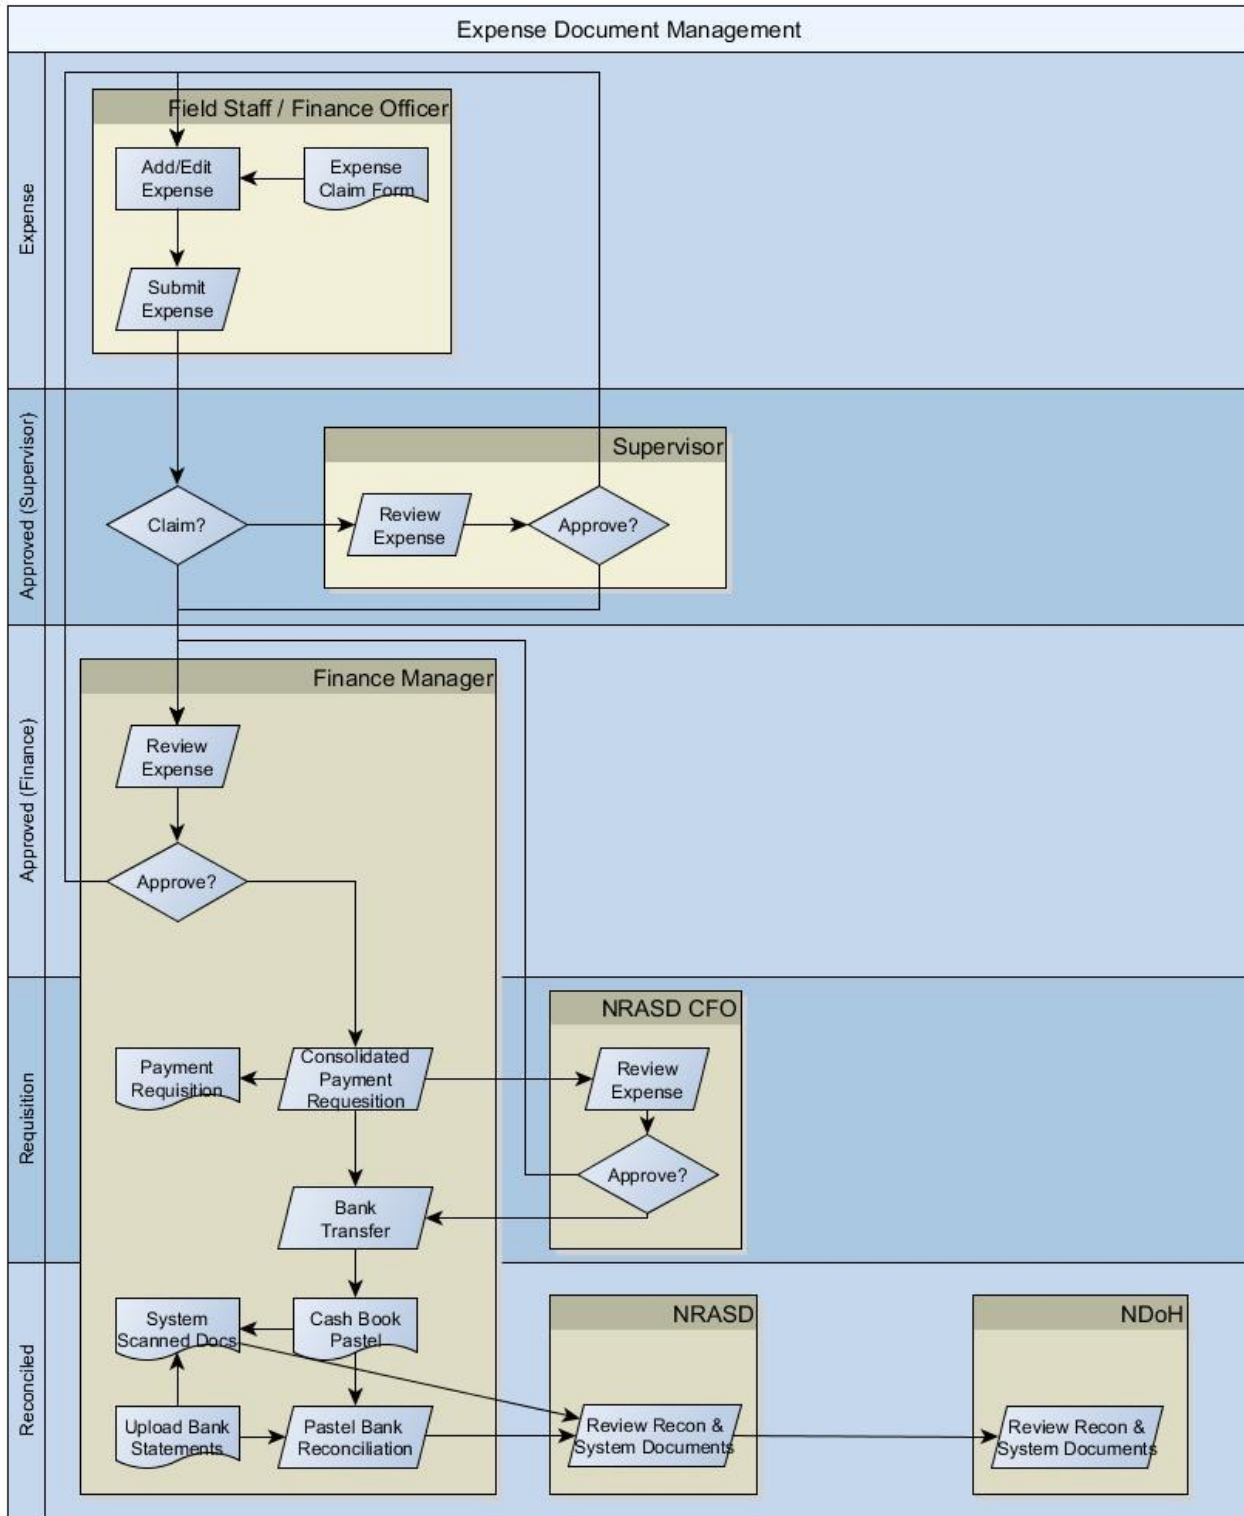 Expense Document Management
Expense
Field Staff / Finance Officer
Add/Edit
Expense
Expense
Claim Form
Submit
Expense
Approved (Supervisor)
Supervisor
Claim?
Review
Expense
Approve?
Approved (Finance)
Finance Manager
Review
Expense
Approve?
Requisition
NRASD CFO
Payment
Requisition
Consolidated
Payment
Requesition
Review
Expense
Approve?
Bank
Transfer
Reconciled
System
Scanned Docs
Cash Book
Pastel
NRASD
NDoH
Upload Bank
Statements
Pastel Bank
Reconciliation
Review Recon &
System Documents
Review Recon &
System Documents